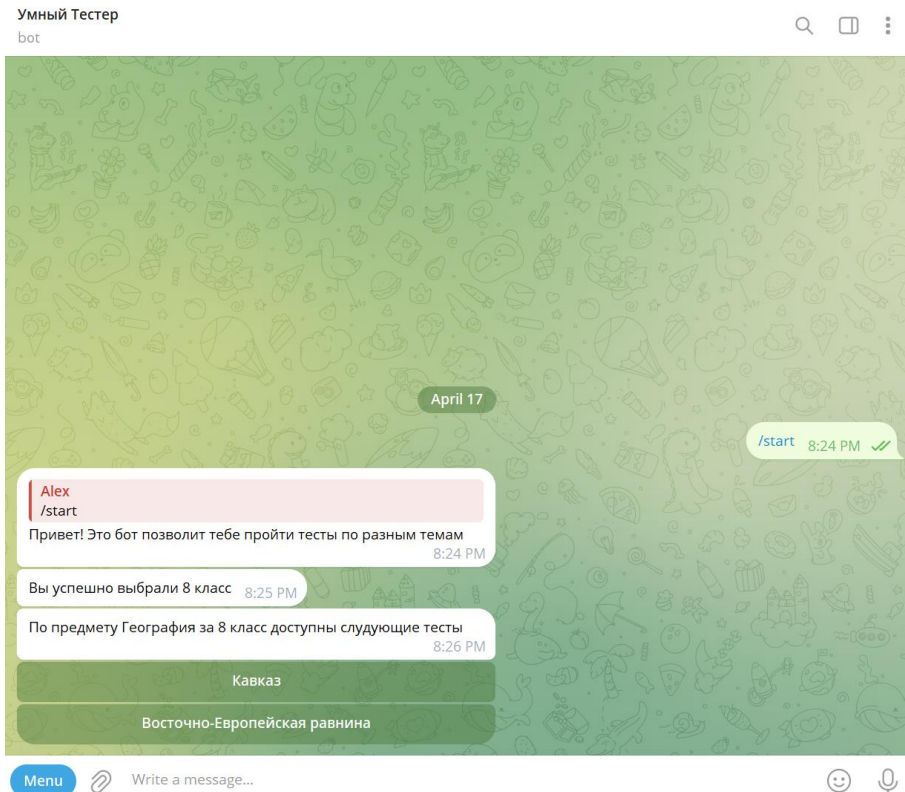 Умный Тестер
bot
April 17
/start 8:24 PM
Alex
/start
Привет! Это бот позволит тебе пройти тесты по разным темам
8:24 PM
Вы успешно выбрали 8 класс 8:25 PM
По предмету География за 8 класс доступны слудующие тесты
8:26 PM
Кавказ
Восточно-Европейская равнина
Menu Write a message...